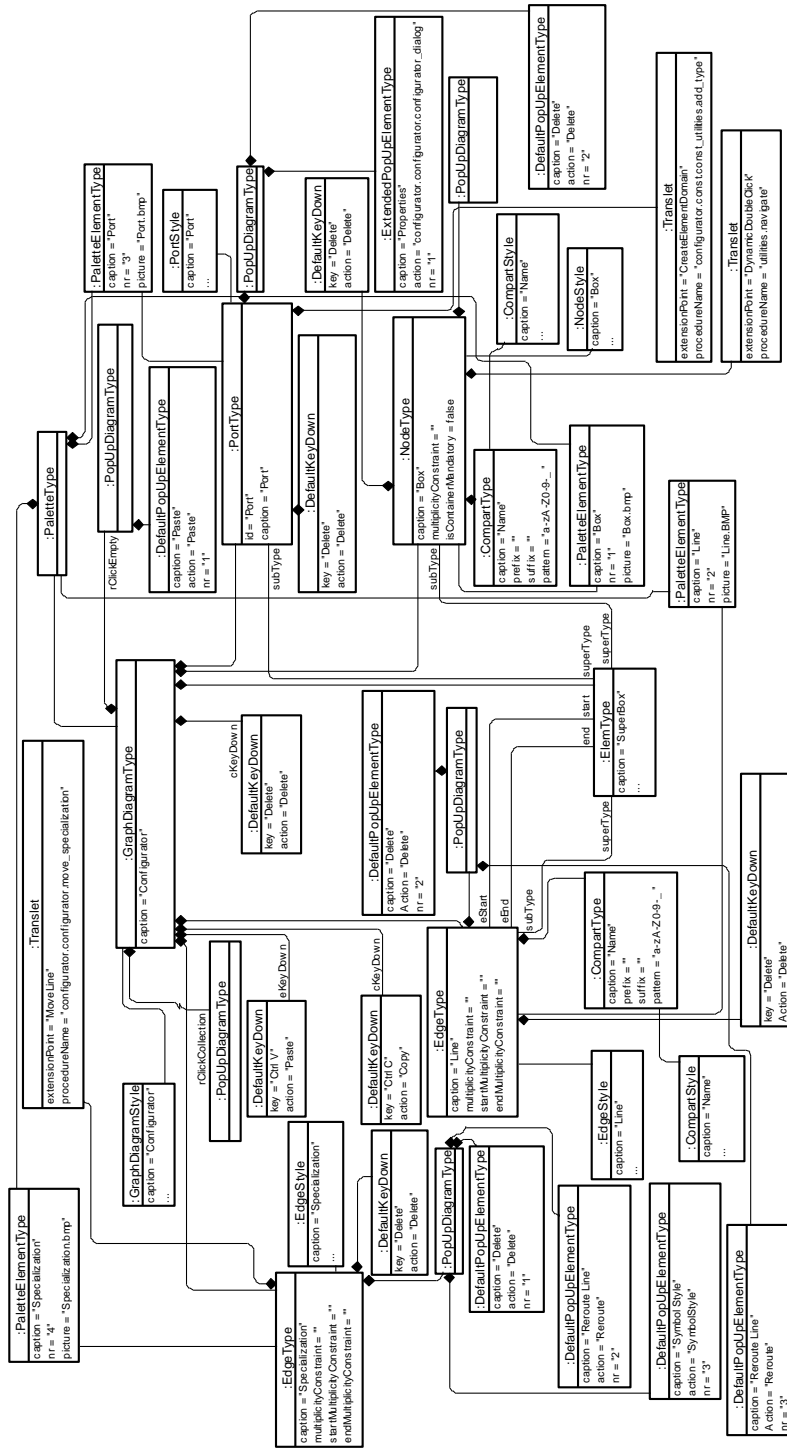 :PaletteElementType
caption = "Specialization"
nr = "4"
picture = "Specialization.bmp"
:Translet
extensionPoint = "MoveLine"
procedureName = "configurator.configurator.move_specialization"
:PaletteType
:PaletteElementType
caption = "Port"
nr = "3"
picture = "Port.bmp"
:PortStyle
caption = "Port"
...
:PopUpDiagramType
:DefaultPopUpElementType
caption = "Delete"
action = "Delete"
nr = "2"
:GraphDiagramStyle
caption = "Configurator"
...
:GraphDiagramType
caption = "Configurator"
rClickEmpty
:PopUpDiagramType
:DefaultPopUpElementType
caption = "Paste"
action = "Paste"
nr = "1"
:ExtendedPopUpElementType
caption = "Properties"
action = "configurator.configurator.configurator_dialog"
nr = "1"
:PopUpDiagramType
rClickCollection
:PopUpDiagramType
:PortType
id = "Port"
caption = "Port"
subType
:DefaultKeyDown
key = "Delete"
action = "Delete"
:DefaultKeyDown
key = "Delete"
action = "Delete"
:EdgeType
caption = "Specialization"
multiplicityConstraint = ""
startMultiplicityConstraint = ""
endMultiplicityConstraint = ""
:EdgeStyle
caption = "Specialization"
...
eKeyDown
:DefaultKeyDown
key = "Ctrl V"
action = "Paste"
cKeyDown
:DefaultKeyDown
key = "Delete"
action = "Delete"
:DefaultKeyDown
key = "Delete"
action = "Delete"
cKeyDown
:DefaultKeyDown
key = "Ctrl C"
action = "Copy"
:DefaultPopUpElementType
caption = "Delete"
Action = "Delete"
nr = "2"
:NodeType
caption = "Box"
multiplicityConstraint = ""
isContainerMandatory = false
subType
:CompartStyle
caption = "Name"
...
:NodeStyle
caption = "Box"
...
:PopUpDiagramType
:PopUpDiagramType
:DefaultPopUpElementType
caption = "Delete"
action = "Delete"
nr = "1"
:EdgeType
caption = "Line"
multiplicityConstraint = ""
startMultiplicityConstraint = ""
endMultiplicityConstraint = ""
eStart
eEnd
subType
:CompartType
caption = "Name"
prefix = ""
suffix = ""
pattern = "a-zA-Z0-9-_"
:DefaultPopUpElementType
caption = "Reroute Line"
action = "Reroute"
nr = "2"
:EdgeStyle
caption = "Line"
...
:CompartType
caption = "Name"
prefix = ""
suffix = ""
pattern = "a-zA-Z0-9-_"
superType
end
start
superType
superType
:ElemType
caption = "SuperBox"
...
:PaletteElementType
caption = "Box"
nr = "1"
picture = "Box.bmp"
:Translet
extensionPoint = "CreateElementDomain"
procedureName = "configurator.const.const_utilities.add_type"
:DefaultPopUpElementType
caption = "Symbol Style"
action = "SymbolStyle"
nr = "3"
:CompartStyle
caption = "Name"
...
:PaletteElementType
caption = "Line"
nr = "2"
picture = "Line.BMP"
:Translet
extensionPoint = "DynamicDoubleClick"
procedureName = "utilities.navigate"
:DefaultPopUpElementType
caption = "Reroute Line"
Action = "Reroute"
nr = "3"
:DefaultKeyDown
key = "Delete"
Action = "Delete"